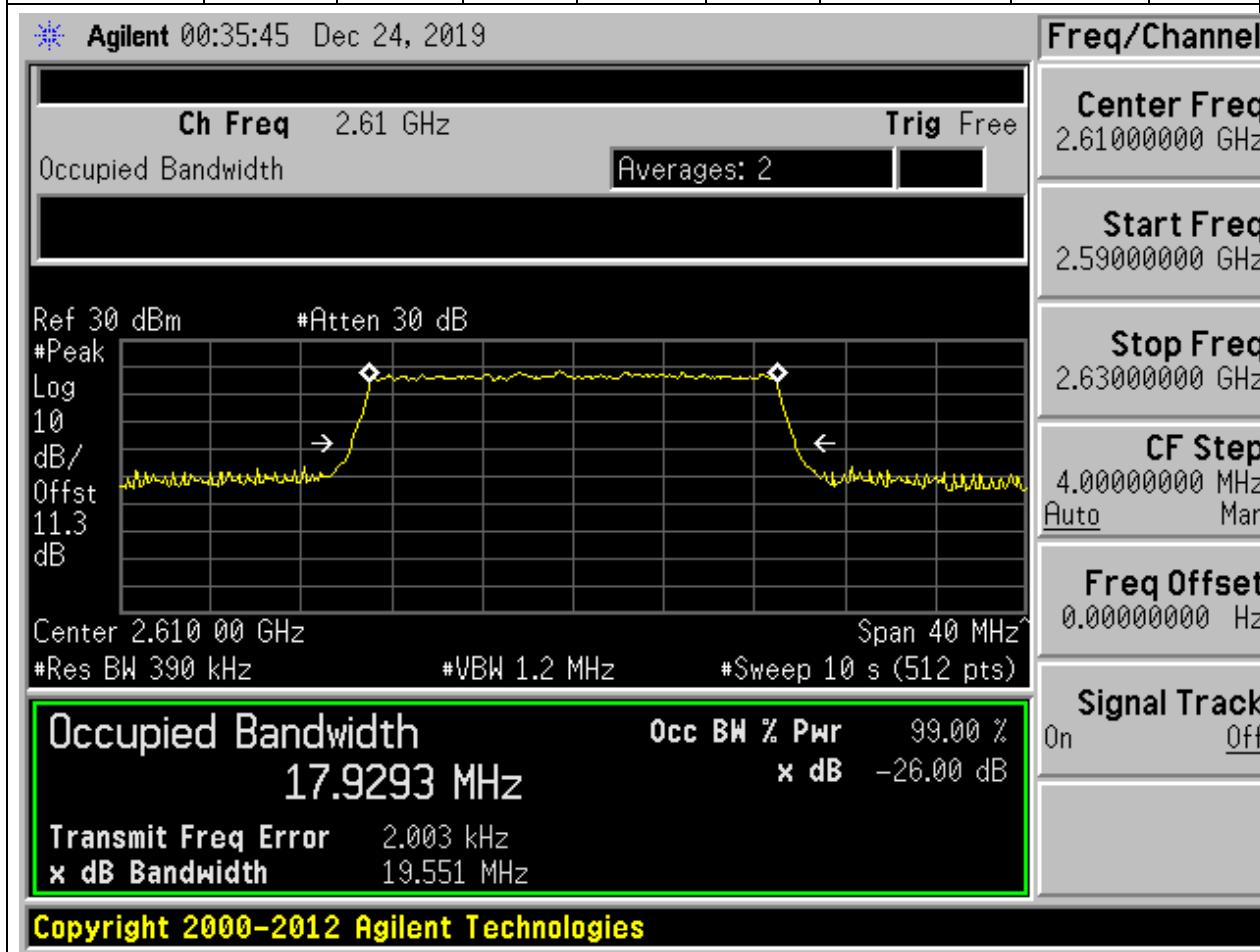 Agilent 00:35:45 Dec 24, 2019
Ch Freq 2.61 GHz Trig Free
Occupied Bandwidth Averages: 2
Ref 30 dBm #Atten 30 dB
#Peak
Log
10
dB/
Offst
11.3
dB
Center 2.610 00 GHz Span 40 MHz^
#Res BW 390 kHz #VBW 1.2 MHz #Sweep 10 s (512 pts)
Occupied Bandwidth
17.9293 MHz
Occ BW % Pwr 99.00 %
x dB -26.00 dB
Transmit Freq Error 2.003 kHz
x dB Bandwidth 19.551 MHz
Copyright 2000-2012 Agilent Technologies
Freq/Channel
Center Freq
2.61000000 GHz
Start Freq
2.59000000 GHz
Stop Freq
2.63000000 GHz
CF Step
4.00000000 MHz
Auto Man
Freq Offset
0.00000000 Hz
Signal Track
On Off